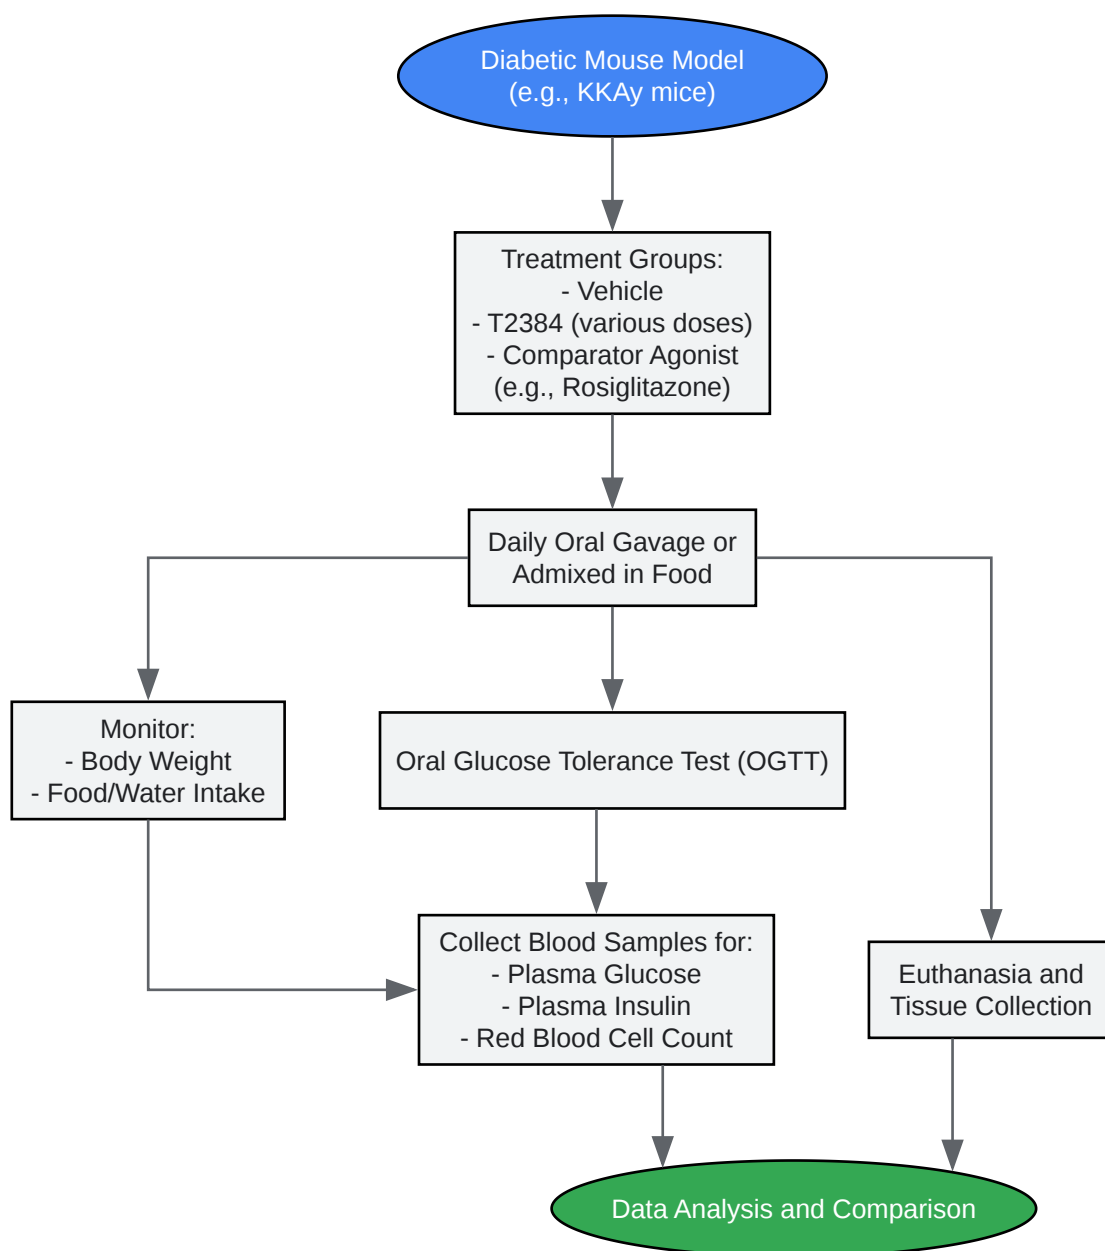 Diabetic Mouse Model
(e.g., KKAy mice)
Treatment Groups:
- Vehicle
- T2384 (various doses)
- Comparator Agonist
(e.g., Rosiglitazone)
Daily Oral Gavage or
Admixed in Food
Monitor:
- Body Weight
- Food/Water Intake
Oral Glucose Tolerance Test (OGTT)
Collect Blood Samples for:
- Plasma Glucose
- Plasma Insulin
- Red Blood Cell Count
Euthanasia and
Tissue Collection
Data Analysis and Comparison